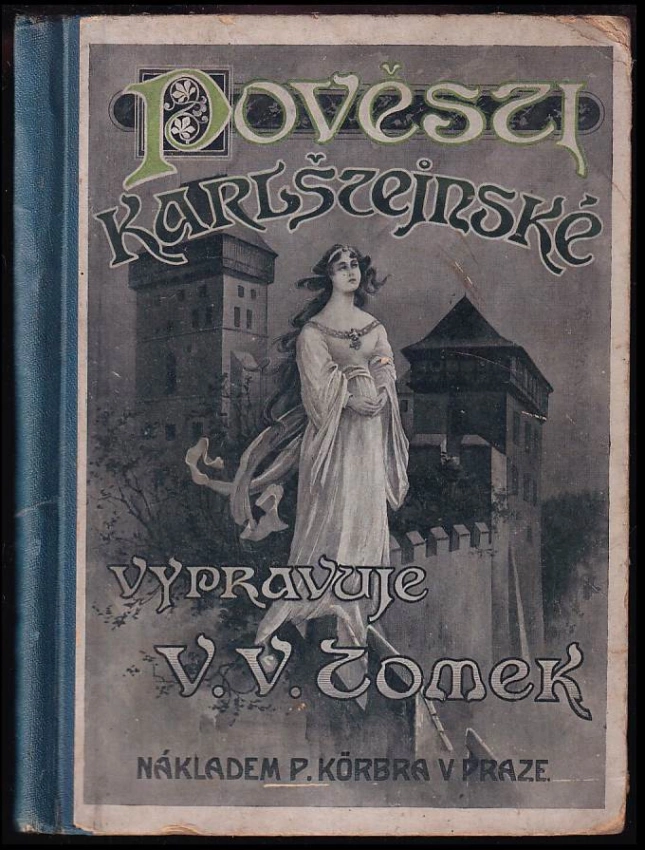 Pověsti
Karlštejnské
Vypravuje
V. V. Tomek
NÁKLADEM P. KÖRBRA V PRAZE.